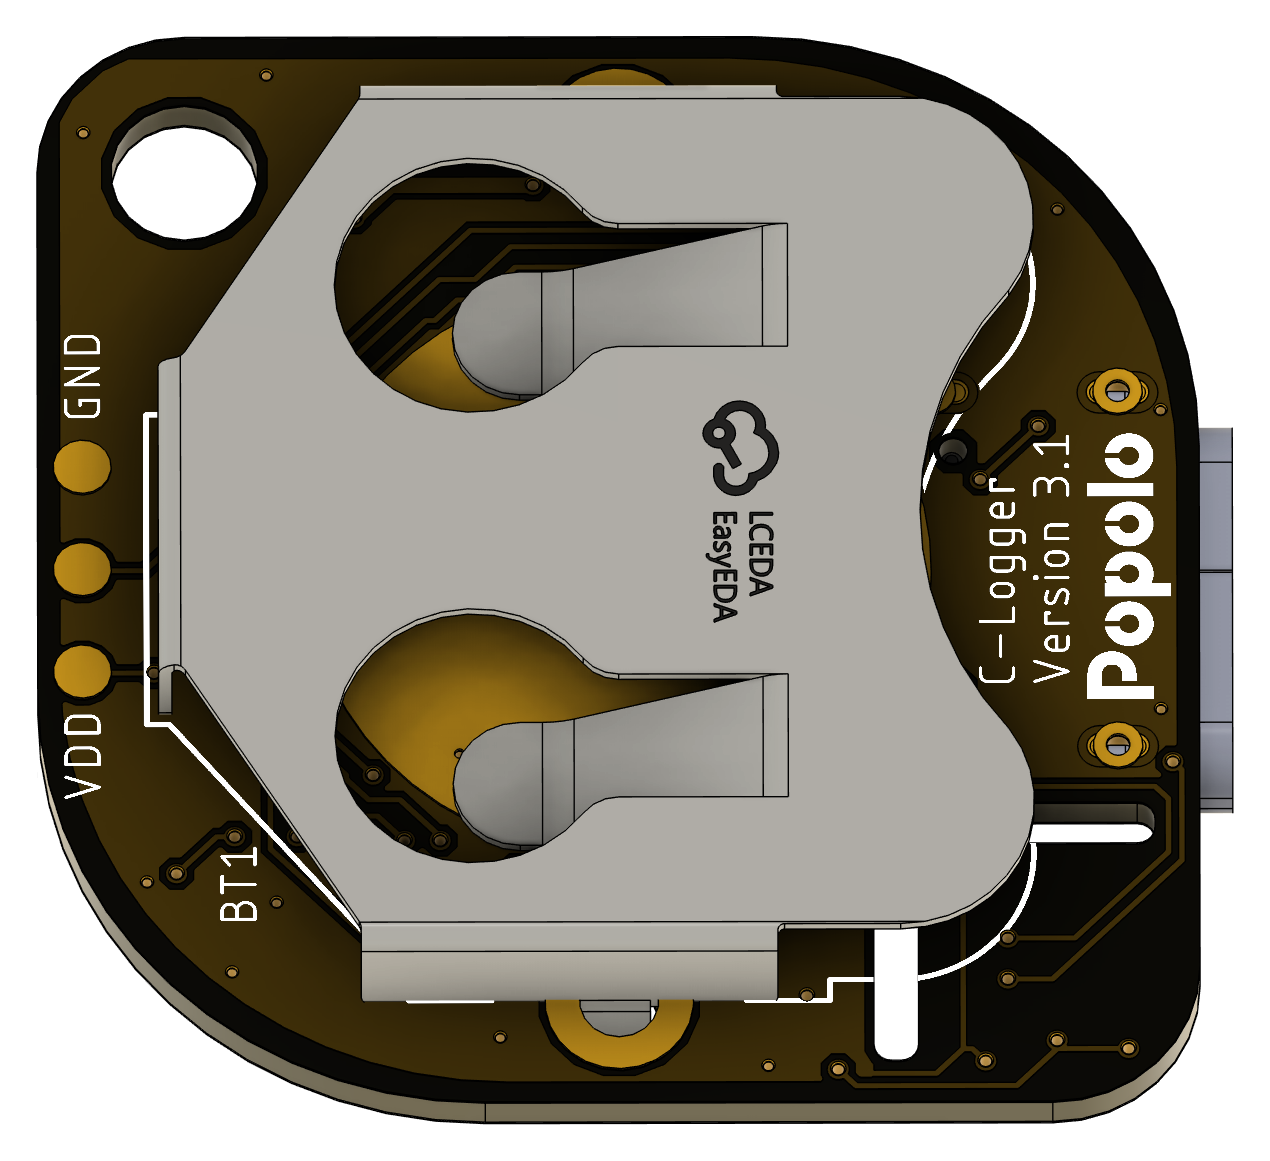 GND
VDD
BT1
LCEDA
EasyEDA
C-Logger
Version 3.1
Popolo